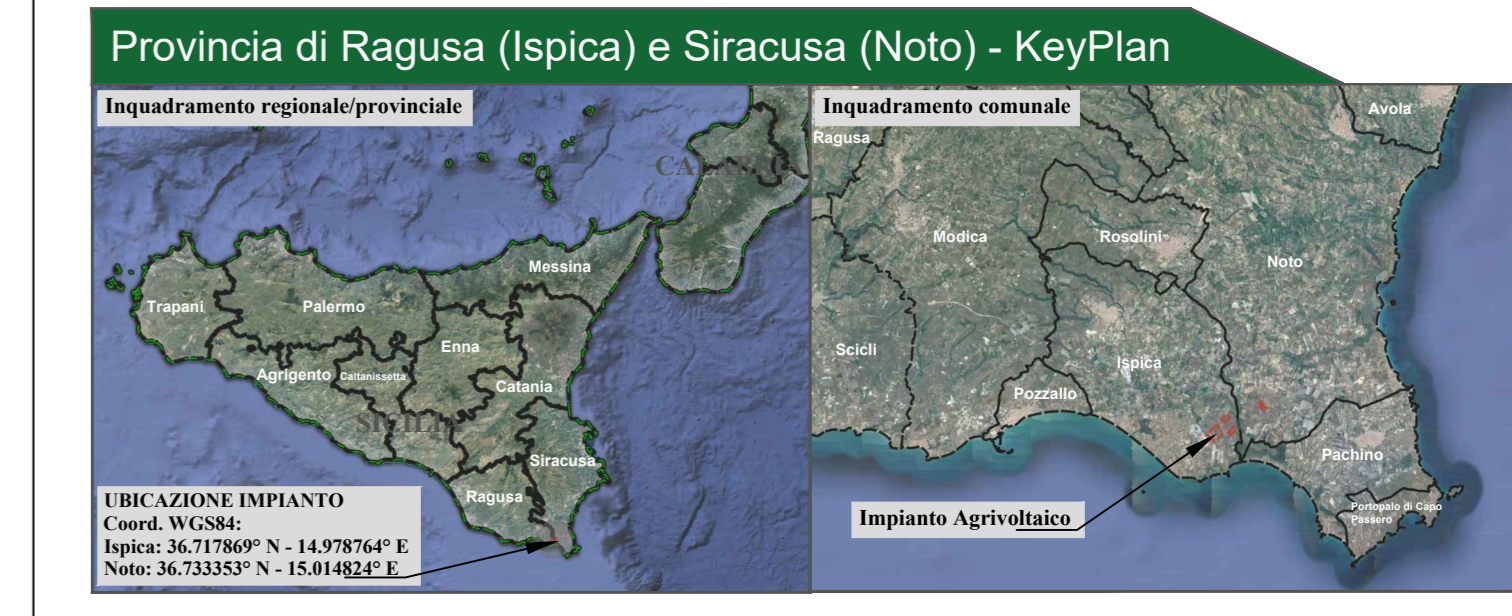 Provincia di Ragusa (Ispica) e Siracusa (Noto) - KeyPlan
Inquadramento regionale/provinciale
CALABRIA
Messina
Trapani
Palermo
Enna
Agrigento
Caltanissetta
Catania
SICILIA
Siracusa
Ragusa
UBICAZIONE IMPIANTO
Coord. WGS84:
Ispica: 36.717869° N - 14.978764° E
Noto: 36.733353° N - 15.014824° E
Inquadramento comunale
Avola
Ragusa
Modica
Rosolini
Noto
Scicli
Ispica
Pozzallo
Pachino
Impianto Agrivoltaico
Portopalo di Capo
Passero